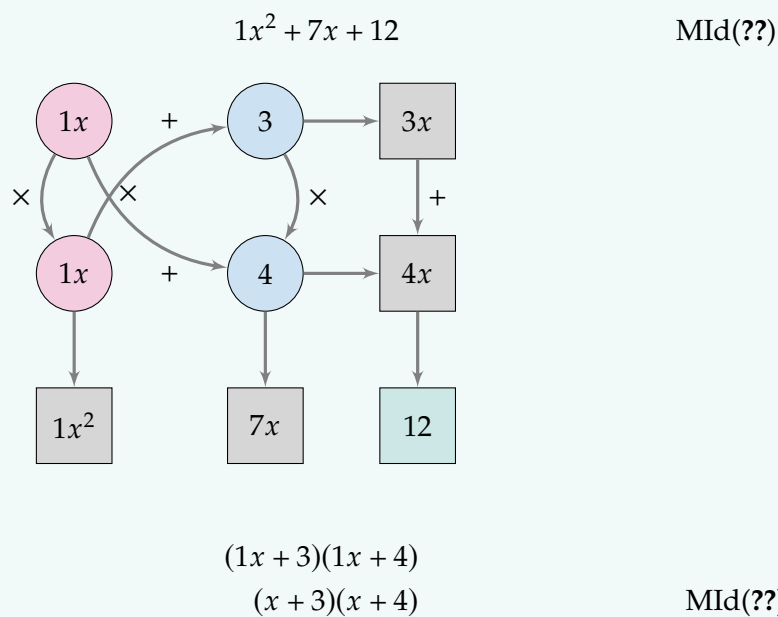 1x² + 7x + 12 MId(??)
1x + 3 3x
× × × +
1x + 4 4x
1x² 7x 12
(1x + 3)(1x + 4)
(x + 3)(x + 4) MId(??)